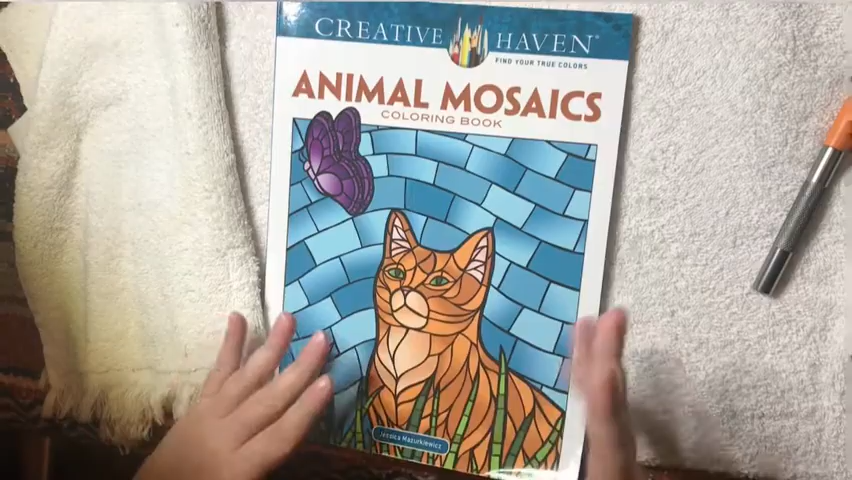 CREATIVE HAVEN®
FIND YOUR TRUE COLORS
ANIMAL MOSAICS
COLORING BOOK
Jessica Mazurkiewicz